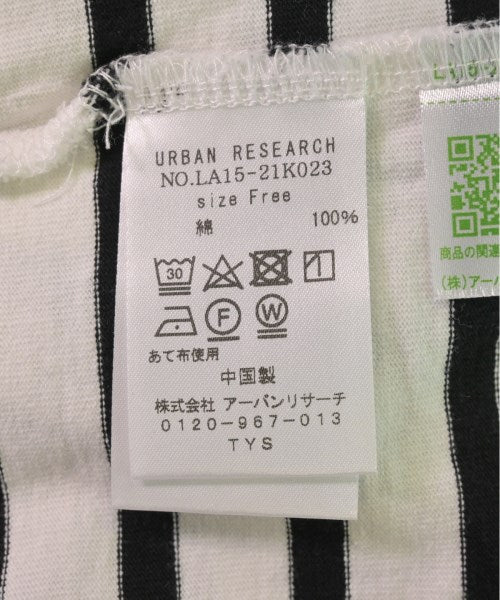 URBAN RESEARCH
NO.LA15-21K023
size Free
綿 100%
30
F W
あて布使用
中国製
株式会社 アーバンリサーチ
0120-967-013
TYS
商品の関連
(株)アーバ